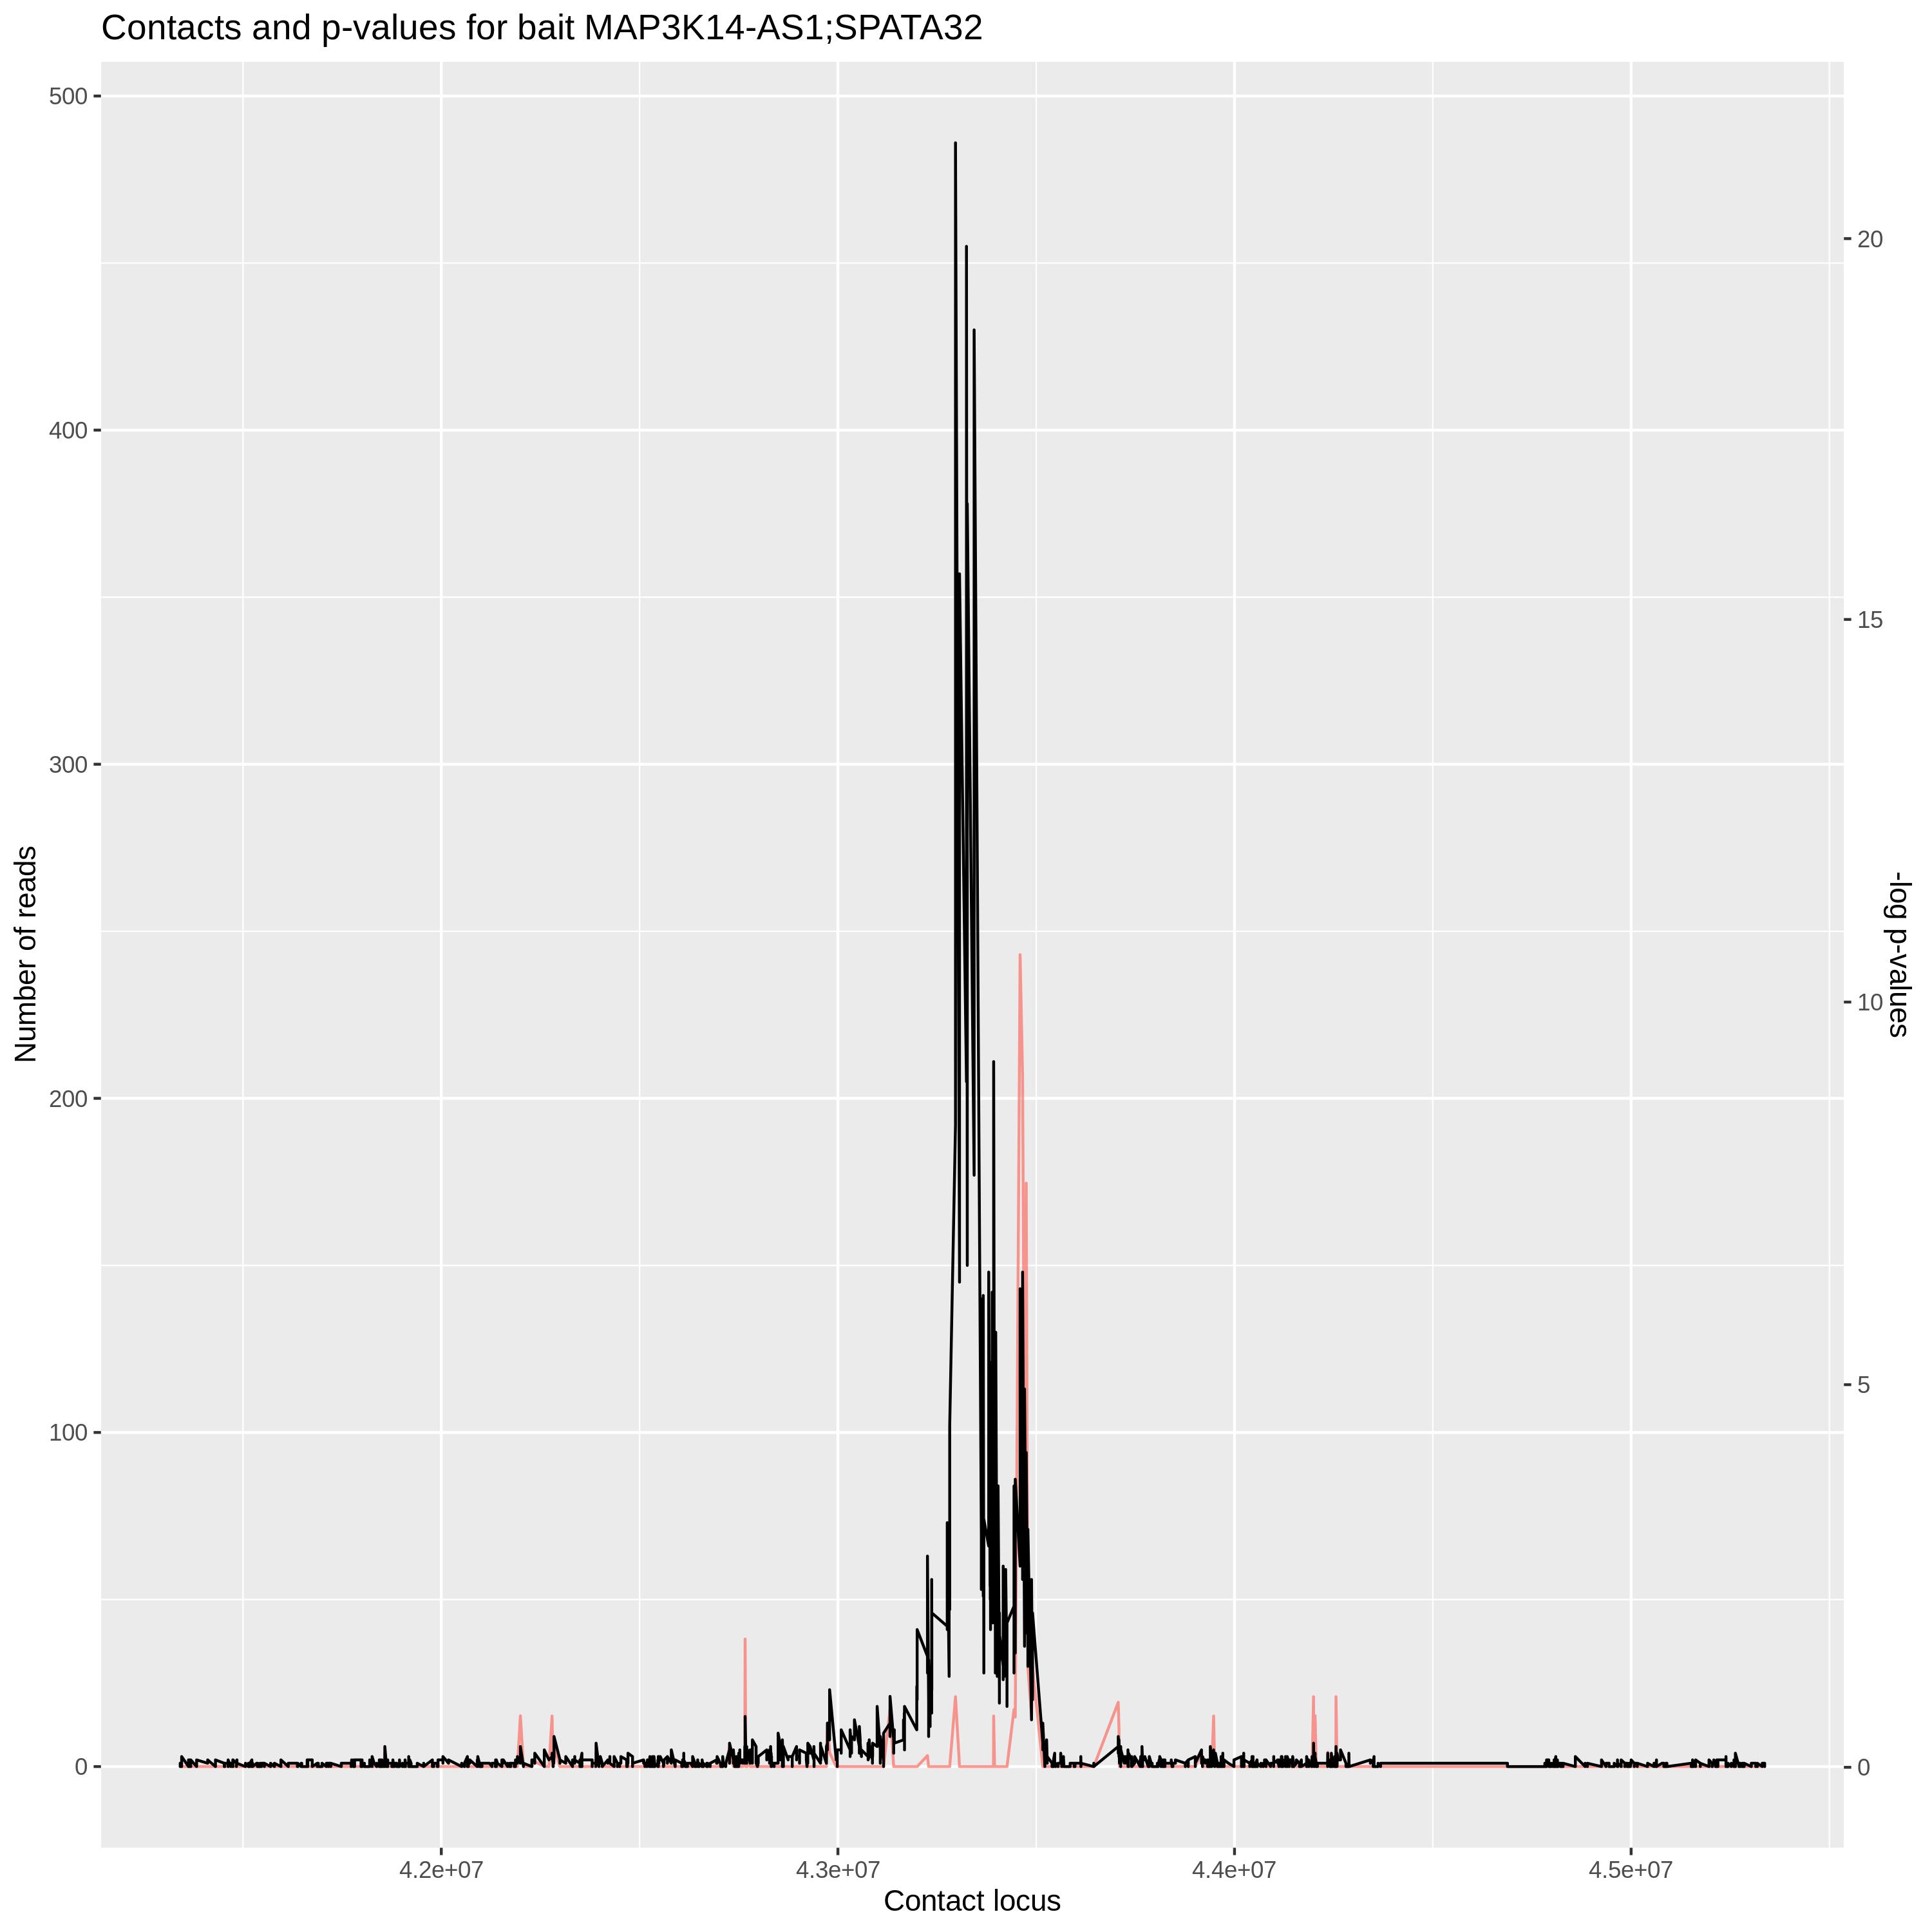 Contacts and p-values for bait MAP3K14-AS1;SPATA32
500
400
300
200
100
0
Number of reads
20
15
10
5
0
-log p-values
4.2e+07
4.3e+07
4.4e+07
4.5e+07
Contact locus